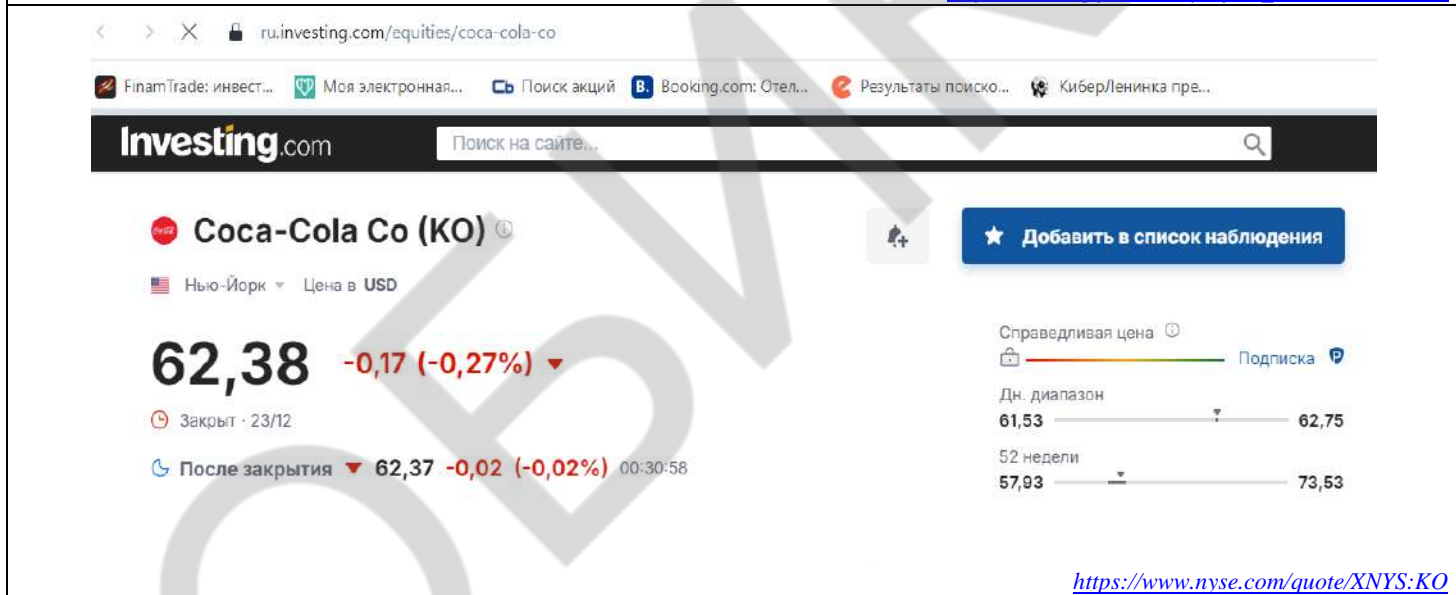 ru.investing.com/equities/coca-cola-co
FinamTrade: инвест... Моя электронная... Сь Поиск акций B. Booking.com: Отел... Результаты поиско... КиберЛенинка пре...
Investing.com Поиск на сайте...
Coca-Cola Co (KO)
Добавить в список наблюдения
Нью-Йорк Цена в USD
Справедливая цена
62,38 -0,17 (-0,27%)
Подписка
Дн. диапазон
Закрыт · 23/12
61,53 62,75
52 недели
После закрытия 62,37 -0,02 (-0,02%) 00:30:58
57,93 73,53
https://www.nyse.com/quote/XNYS:KO